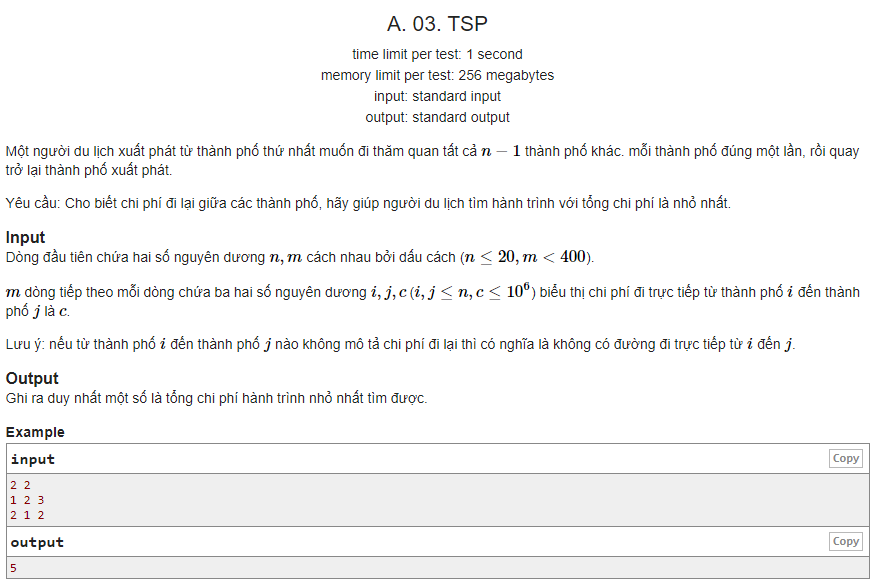 A. 03. TSP
time limit per test: 1 second
memory limit per test: 256 megabytes
input: standard input
output: standard output
Một người du lịch xuất phát từ thành phố thứ nhất muốn đi thăm quan tất cả n − 1 thành phố khác. mỗi thành phố đúng một lần, rồi quay
trở lại thành phố xuất phát.
Yêu cầu: Cho biết chi phí đi lại giữa các thành phố, hãy giúp người du lịch tìm hành trình với tổng chi phí là nhỏ nhất.
Input
Dòng đầu tiên chứa hai số nguyên dương n, m cách nhau bởi dấu cách (n ≤ 20, m < 400).
m dòng tiếp theo mỗi dòng chứa ba hai số nguyên dương i, j, c (i, j ≤ n, c ≤ 10⁶) biểu thị chi phí đi trực tiếp từ thành phố i đến thành
phố j là c.
Lưu ý: nếu từ thành phố i đến thành phố j nào không mô tả chi phí đi lại thì có nghĩa là không có đường đi trực tiếp từ i đến j.
Output
Ghi ra duy nhất một số là tổng chi phí hành trình nhỏ nhất tìm được.
Example
input Copy
2 2
1 2 3
2 1 2
output Copy
5